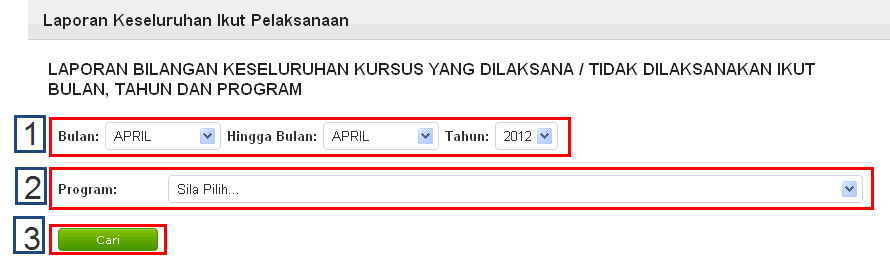 Laporan Keseluruhan Ikut Pelaksanaan
LAPORAN BILANGAN KESELURUHAN KURSUS YANG DILAKSANA / TIDAK DILAKSANAKAN IKUT
BULAN, TAHUN DAN PROGRAM
1 Bulan: APRIL Hingga Bulan: APRIL Tahun: 2012
2 Program: Sila Pilih...
3 Cari